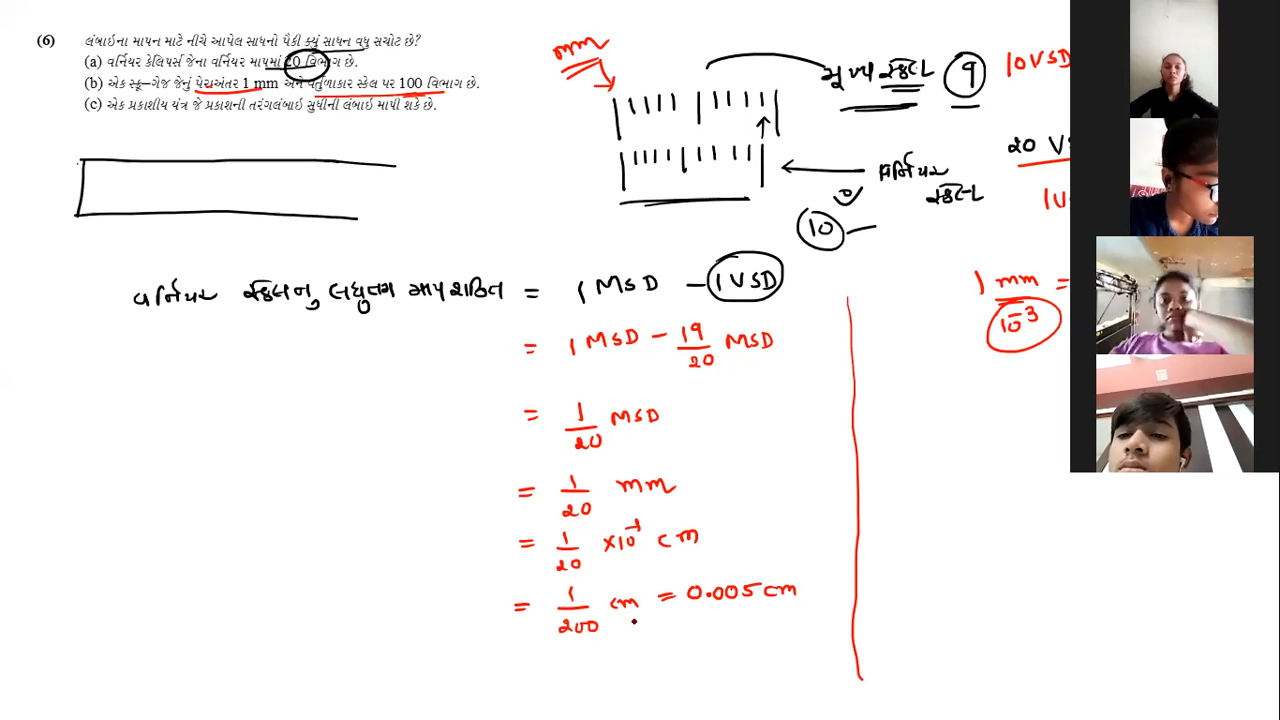 (6) લંબાઈના માપન માટે નીચે આપેલ સાધનો પૈકી ક્યું સાધન વધુ સચોટ છે?
(a) વર્નિયર કેલિપર્સ જેના વર્નિયર માપમાં 20 વિભાગ છે.
(b) એક સ્ક્રૂ-ગેજ જેનું પેચઅંતર 1 mm અને વર્તુળાકાર સ્કેલ પર 100 વિભાગ છે.
(c) એક પ્રકાશીય યંત્ર જે પ્રકાશની તરંગલંબાઈ સુધીની લંબાઈ માપી શકે છે.
mm
મુખ્ય સ્કેલ 9
10 VSD
વર્નિયર
સ્કેલ
10
20 VS
વર્નિયર સ્કેલનુ લઘુતમ માપશક્તિ = 1 MSD - 1 VSD
= 1 MSD - 19/20 MSD
= 1/20 MSD
= 1/20 mm
= 1/20 ×10⁻¹ cm
= 1/200 cm = 0.005 cm
1 mm =
10⁻³